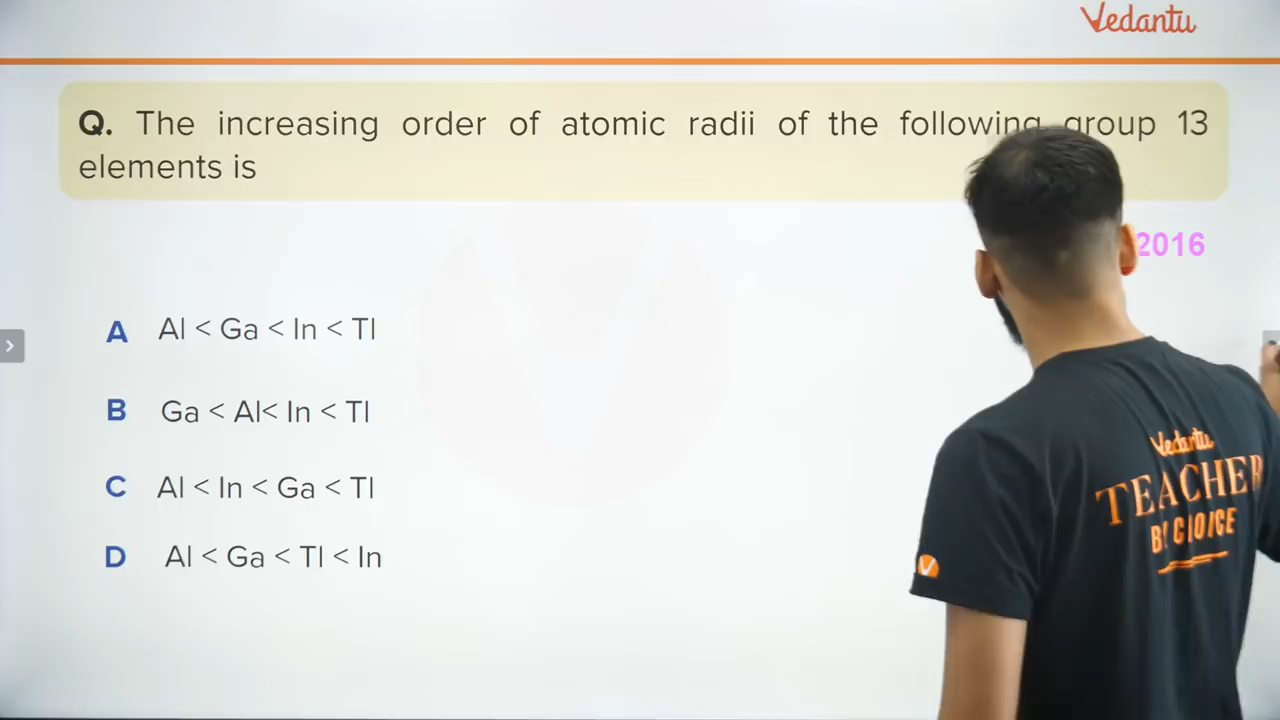 Vedantu
Q. The increasing order of atomic radii of the following group 13
elements is
2016
A Al < Ga < In < Tl
B Ga < Al< In < Tl
C Al < In < Ga < Tl
D Al < Ga < Tl < In
Vedantu
TEACHER
BY CHOICE